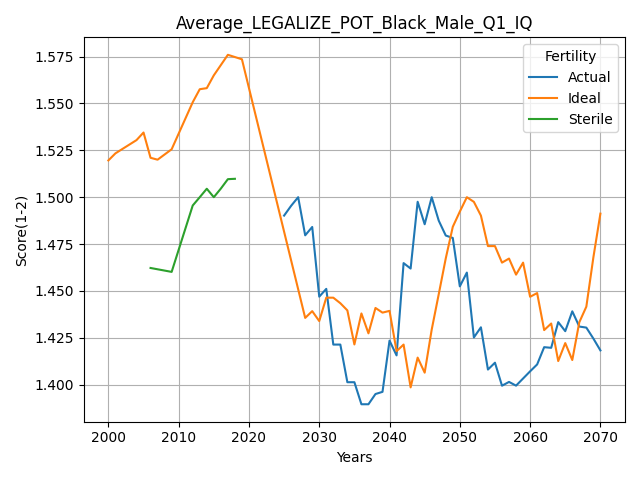 Average_LEGALIZE_POT_Black_Male_Q1_IQ
Fertility
Actual
Ideal
Sterile
Score(1-2)
1.575
1.550
1.525
1.500
1.475
1.450
1.425
1.400
2000 2010 2020 2030 2040 2050 2060 2070
Years